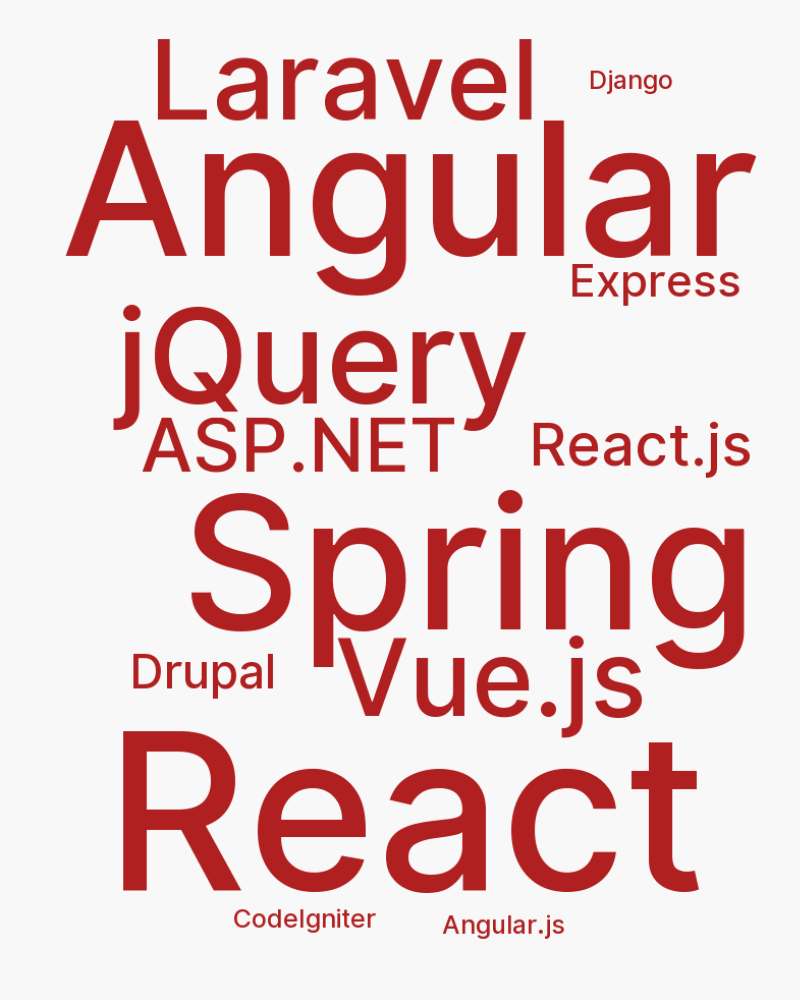 Laravel
Django
Angular
Express
jQuery
ASP.NET
React.js
Spring
Drupal
Vue.js
React
CodeIgniter
Angular.js